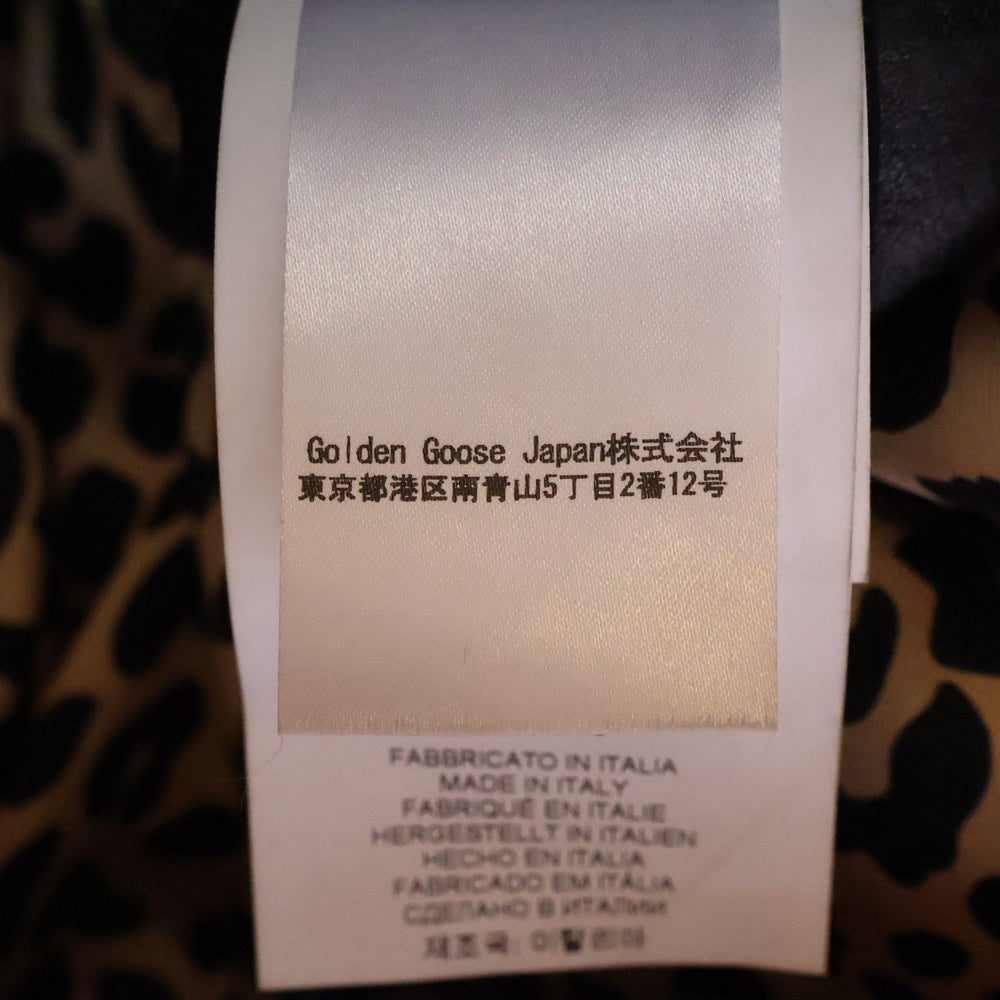 Golden Goose Japan株式会社
東京都港区南青山5丁目2番12号
FABBRICATO IN ITALIA
MADE IN ITALY
FABRIQUÉ EN ITALIE
HERGESTELLT IN ITALIEN
HECHO EN ITALIA
FABRICADO EM ITÁLIA
СДЕЛАНО В ИТАЛИИ
제조국: 이탈리아